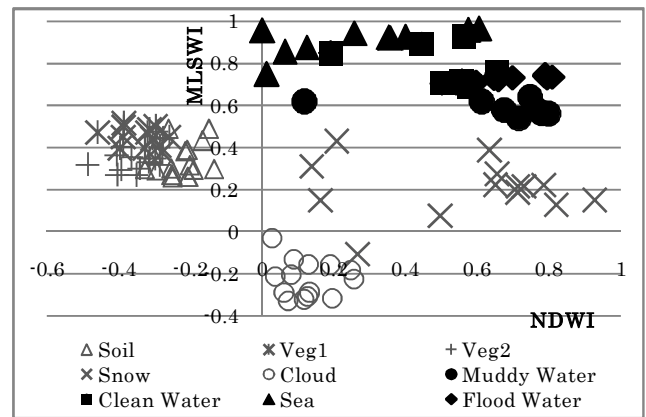 1
MLSWI
0.8
0.6
0.4
0.2
0
-0.6 -0.4 -0.2 0 0.2 0.4 0.6 0.8 1
-0.2
-0.4
NDWI
Soil Veg1 Veg2
Snow Cloud Muddy Water
Clean Water Sea Flood Water